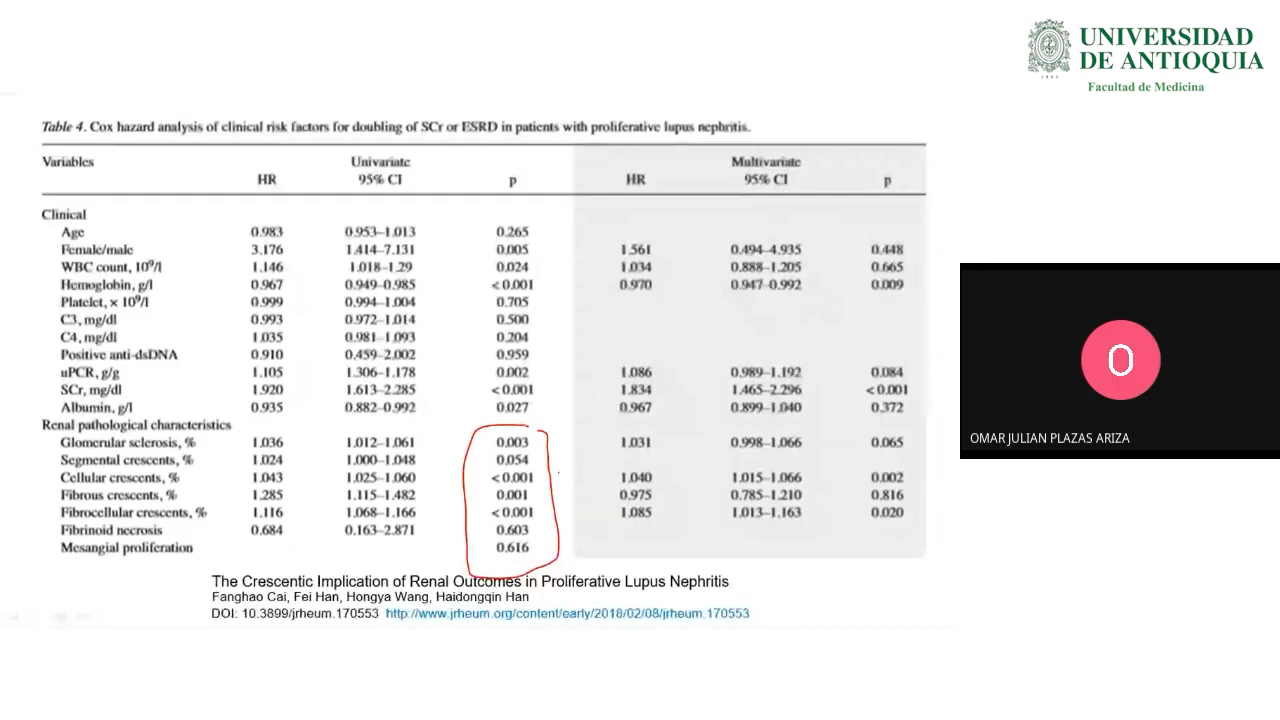 UNIVERSIDAD
DE ANTIOQUIA
1803
Facultad de Medicina
Table 4. Cox hazard analysis of clinical risk factors for doubling of SCr or ESRD in patients with proliferative lupus nephritis.
Variables Univariate Multivariate
HR 95% CI p HR 95% CI p
Clinical
Age 0.983 0.953–1.013 0.265
Female/male 3.176 1.414–7.131 0.005 1.561 0.494–4.935 0.448
WBC count, 10⁹/l 1.146 1.018–1.29 0.024 1.034 0.888–1.205 0.665
Hemoglobin, g/l 0.967 0.949–0.985 < 0.001 0.970 0.947–0.992 0.009
Platelet, × 10⁹/l 0.999 0.994–1.004 0.705
C3, mg/dl 0.993 0.972–1.014 0.500
C4, mg/dl 1.035 0.981–1.093 0.204
Positive anti-dsDNA 0.910 0.459–2.002 0.959
uPCR, g/g 1.105 1.306–1.178 0.002 1.086 0.989–1.192 0.084
SCr, mg/dl 1.920 1.613–2.285 < 0.001 1.834 1.465–2.296 < 0.001
Albumin, g/l 0.935 0.882–0.992 0.027 0.967 0.899–1.040 0.372
Renal pathological characteristics
Glomerular sclerosis, % 1.036 1.012–1.061 0.003 1.031 0.998–1.066 0.065
Segmental crescents, % 1.024 1.000–1.048 0.054
Cellular crescents, % 1.043 1.025–1.060 < 0.001 1.040 1.015–1.066 0.002
Fibrous crescents, % 1.285 1.115–1.482 0.001 0.975 0.785–1.210 0.816
Fibrocellular crescents, % 1.116 1.068–1.166 < 0.001 1.085 1.013–1.163 0.020
Fibrinoid necrosis 0.684 0.163–2.871 0.603
Mesangial proliferation 0.616
The Crescentic Implication of Renal Outcomes in Proliferative Lupus Nephritis
Fanghao Cai, Fei Han, Hongya Wang, Haidongqin Han
DOI: 10.3899/jrheum.170553 http://www.jrheum.org/content/early/2018/02/08/jrheum.170553
O
OMAR JULIAN PLAZAS ARIZA